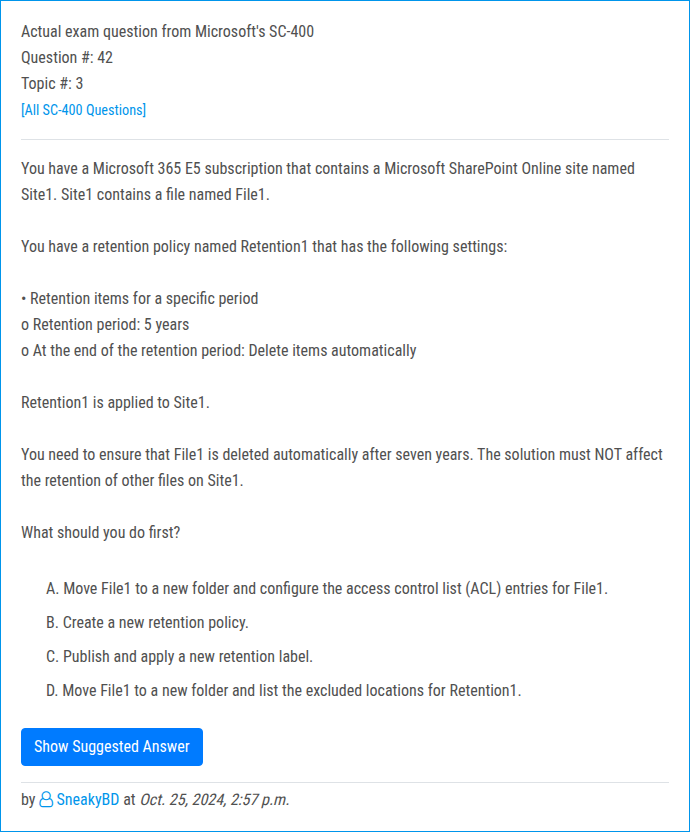 Actual exam question from Microsoft's SC-400
Question #: 42
Topic #: 3
[All SC-400 Questions]
You have a Microsoft 365 E5 subscription that contains a Microsoft SharePoint Online site named
Site1. Site1 contains a file named File1.
You have a retention policy named Retention1 that has the following settings:
• Retention items for a specific period
o Retention period: 5 years
o At the end of the retention period: Delete items automatically
Retention1 is applied to Site1.
You need to ensure that File1 is deleted automatically after seven years. The solution must NOT affect
the retention of other files on Site1.
What should you do first?
A. Move File1 to a new folder and configure the access control list (ACL) entries for File1.
B. Create a new retention policy.
C. Publish and apply a new retention label.
D. Move File1 to a new folder and list the excluded locations for Retention1.
Show Suggested Answer
by SneakyBD at Oct. 25, 2024, 2:57 p.m.